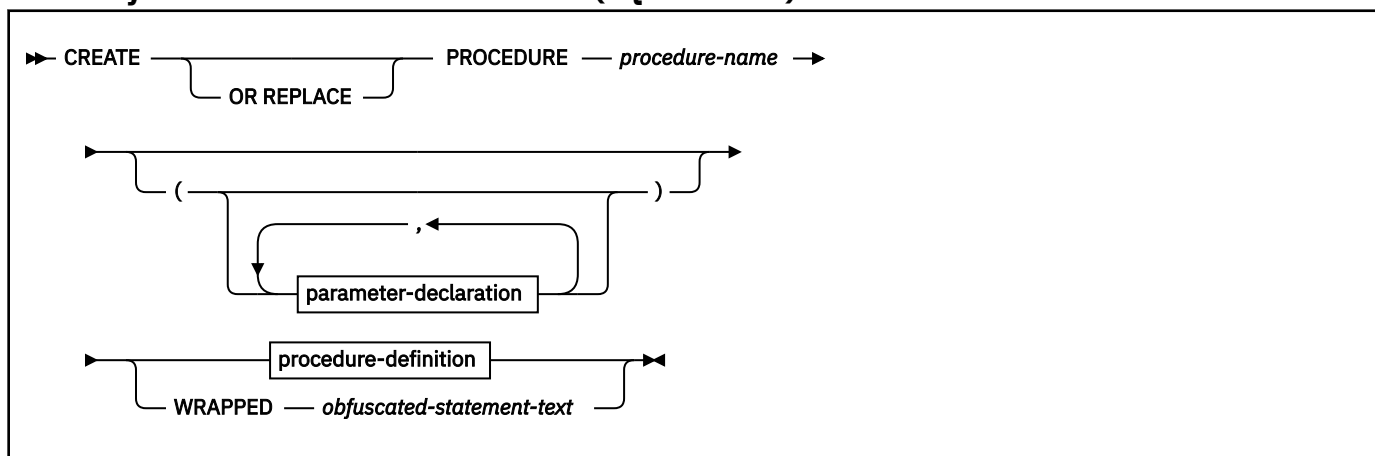 CREATE PROCEDURE procedure-name
OR REPLACE
( )
,
parameter-declaration
procedure-definition
WRAPPED obfuscated-statement-text